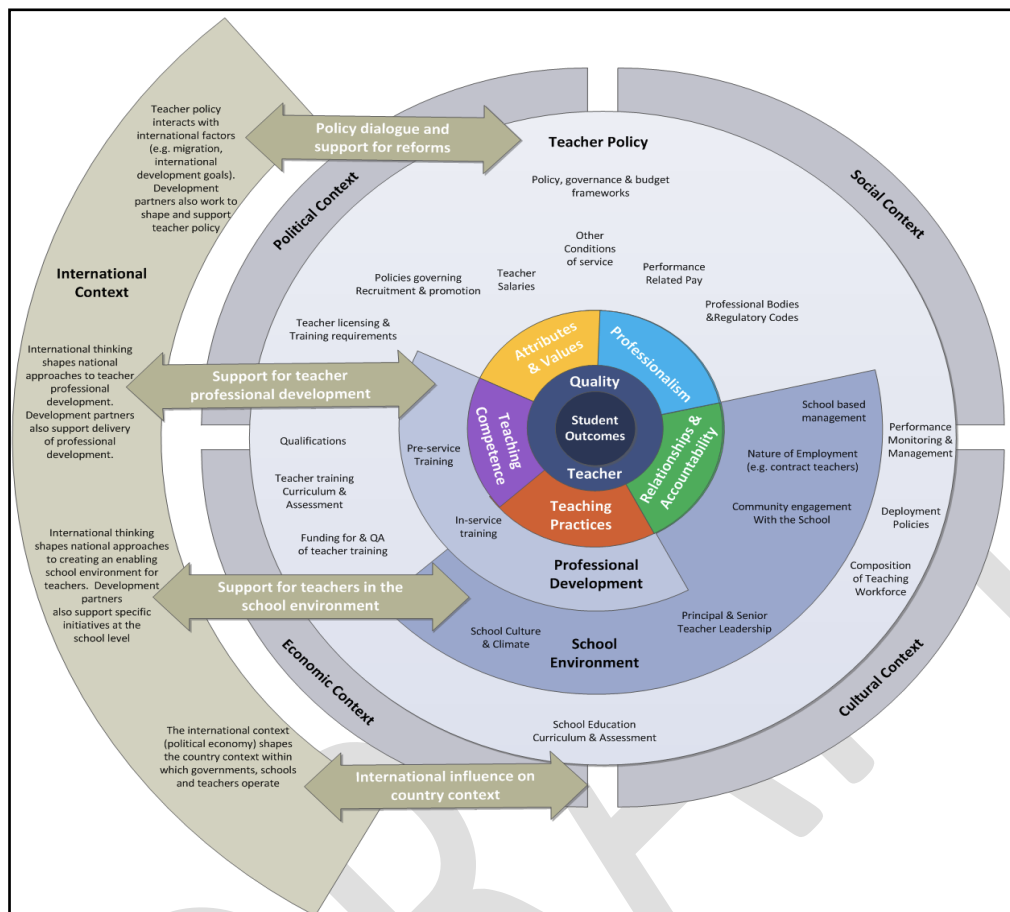 Teacher policy
interacts with
international factors
(e.g. migration,
international
development goals).
Development
partners also work to
shape and support
teacher policy
International
Context
International thinking
shapes national
approaches to teacher
professional
development.
Development partners
also support delivery
of professional
development.
International thinking
shapes national approaches
to creating an enabling
school environment for
teachers. Development
partners
also support specific
initiatives at the
school level
The international context
(political economy) shapes
the country context within
which governments, schools
and teachers operate
Policy dialogue and
support for reforms
Support for teacher
professional development
Support for teachers in the
school environment
International influence on
country context
Political Context
Social Context
Economic Context
Cultural Context
Teacher Policy
Policy, governance & budget
frameworks
Other
Conditions
of service
Teacher
Salaries
Performance
Related Pay
Policies governing
Recruitment & promotion
Professional Bodies
&Regulatory Codes
Teacher licensing &
Training requirements
Qualifications
Teacher training
Curriculum &
Assessment
Funding for & QA
of teacher training
Pre-service
Training
In-service
training
Professional
Development
Attributes
& Values
Professionalism
Teaching
Competence
Relationships &
Accountability
Teaching
Practices
Quality
Student
Outcomes
Teacher
School based
management
Nature of Employment
(e.g. contract teachers)
Community engagement
With the School
Principal & Senior
Teacher Leadership
School Culture
& Climate
School
Environment
Performance
Monitoring &
Management
Deployment
Policies
Composition
of Teaching
Workforce
School Education
Curriculum & Assessment